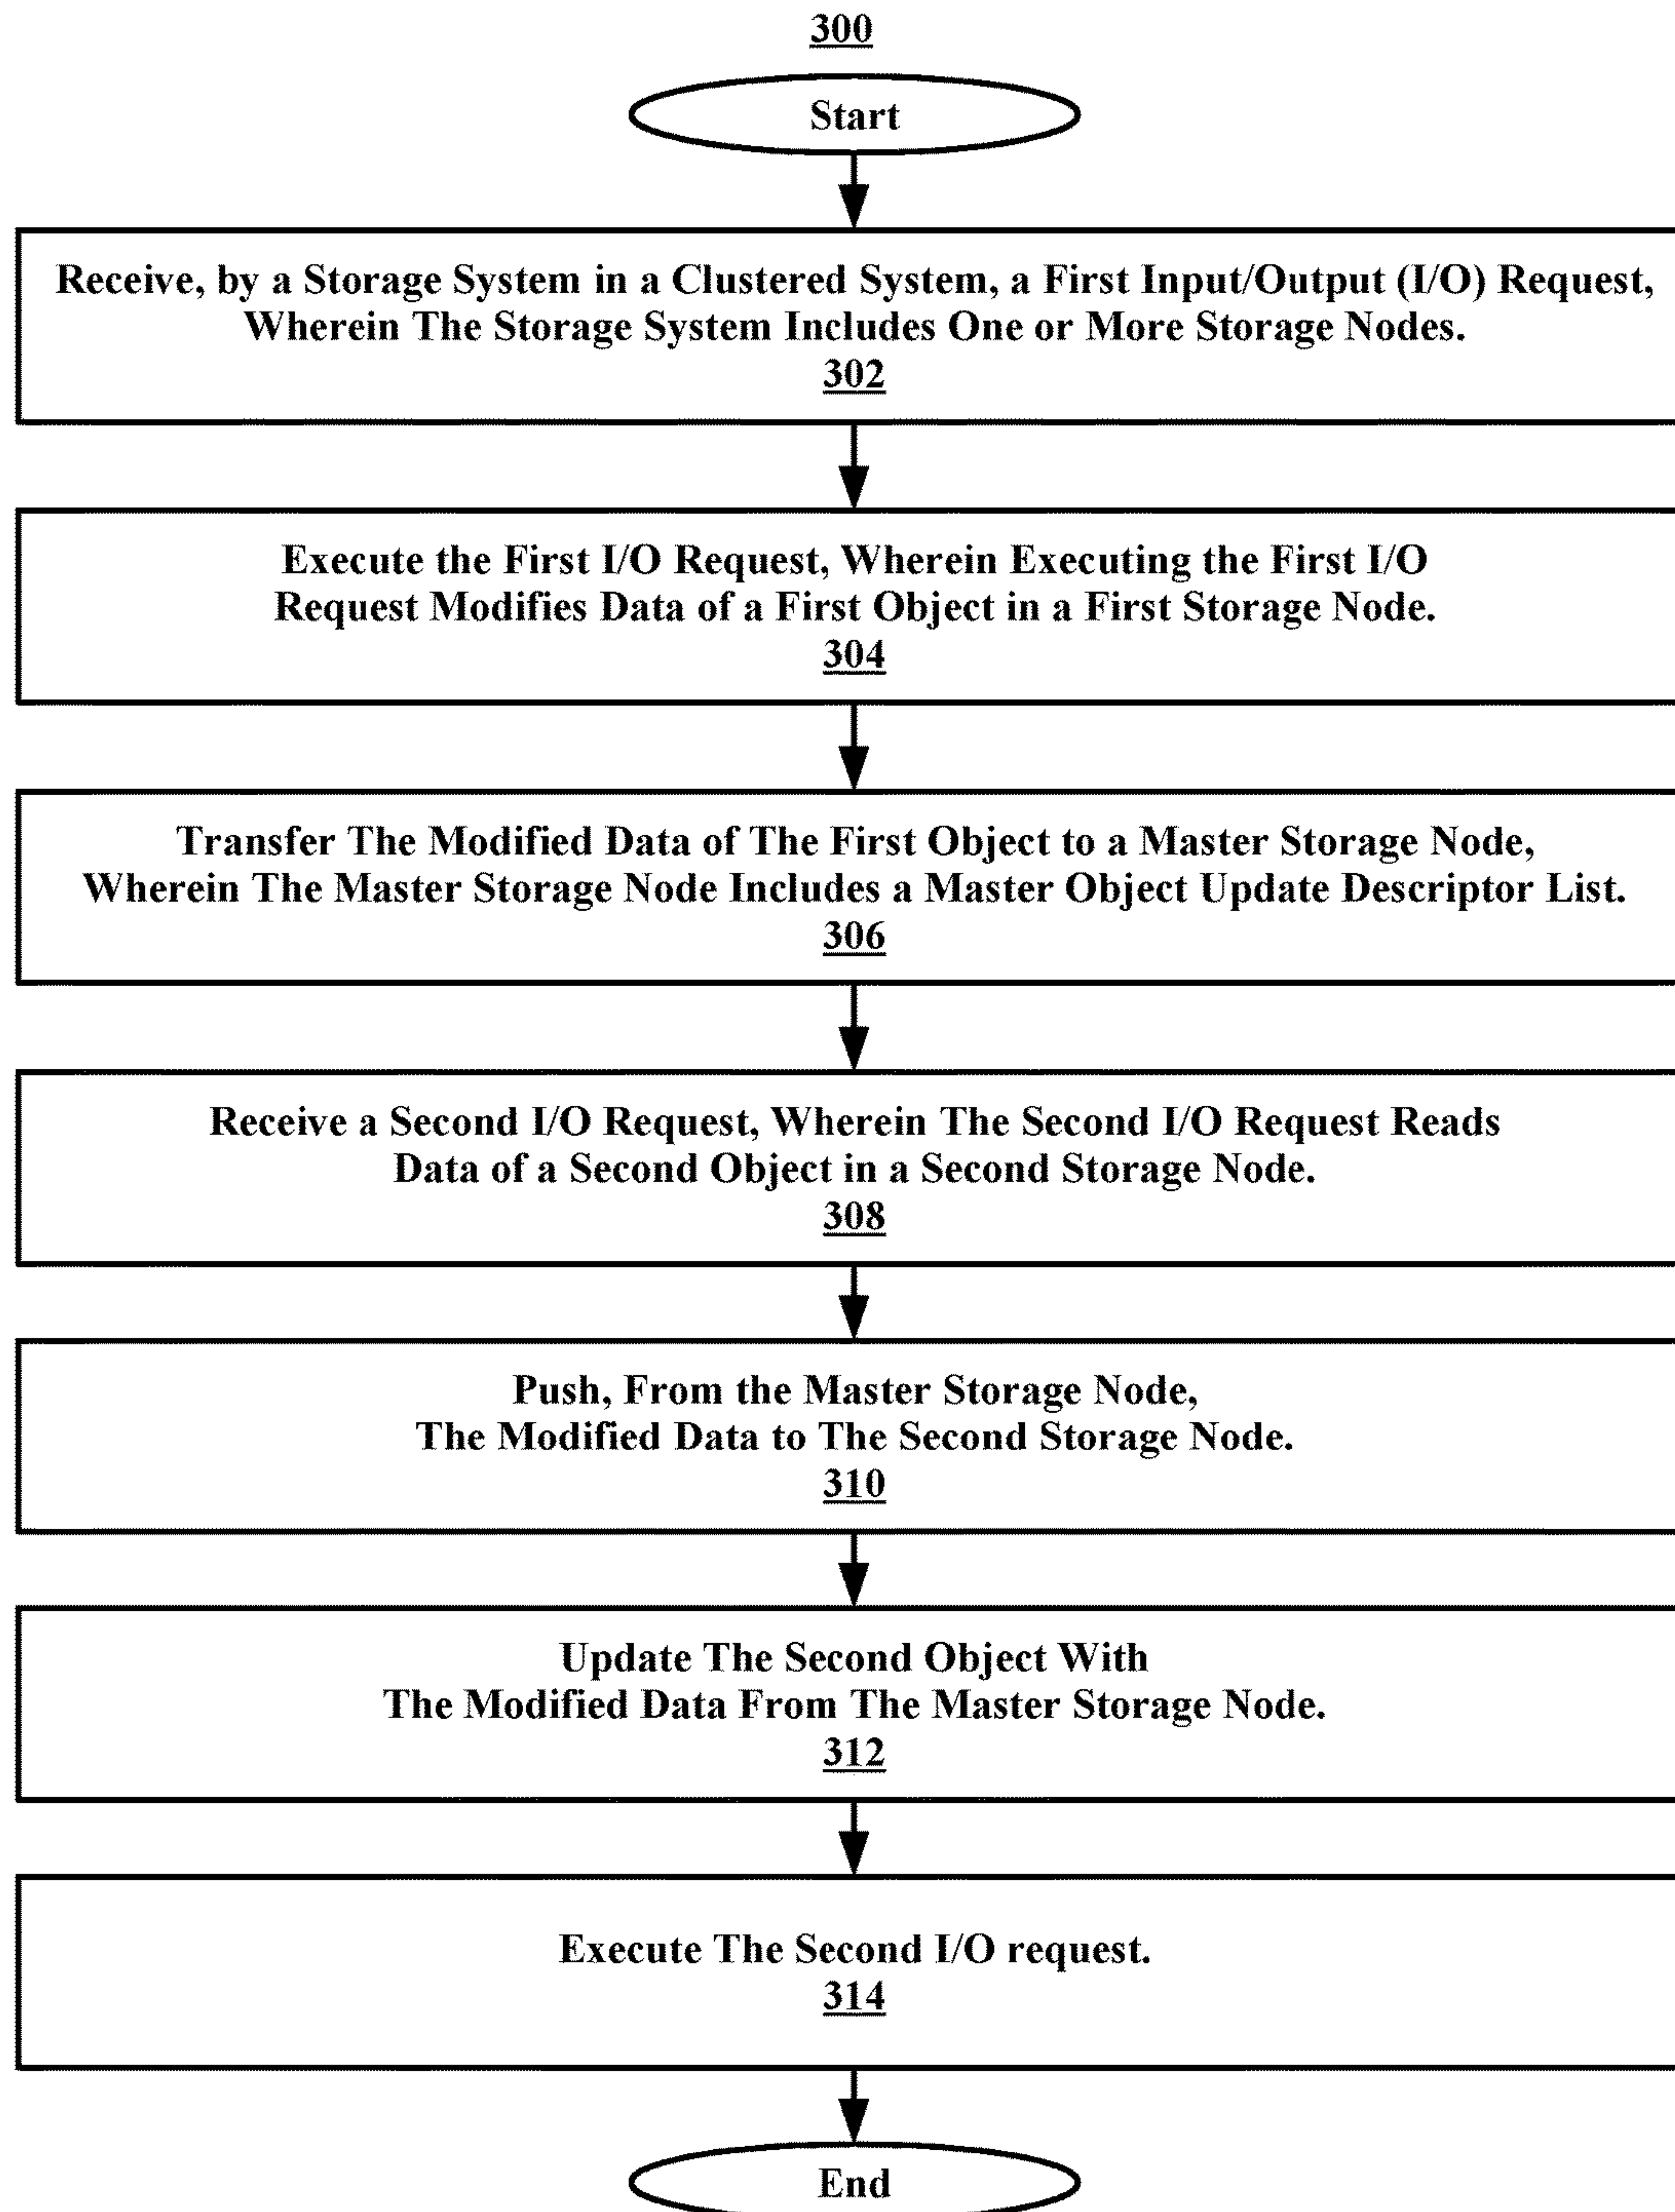 300
Start
Receive, by a Storage System in a Clustered System, a First Input/Output (I/O) Request,
Wherein The Storage System Includes One or More Storage Nodes.
302
Execute the First I/O Request, Wherein Executing the First I/O
Request Modifies Data of a First Object in a First Storage Node.
304
Transfer The Modified Data of The First Object to a Master Storage Node,
Wherein The Master Storage Node Includes a Master Object Update Descriptor List.
306
Receive a Second I/O Request, Wherein The Second I/O Request Reads
Data of a Second Object in a Second Storage Node.
308
Push, From the Master Storage Node,
The Modified Data to The Second Storage Node.
310
Update The Second Object With
The Modified Data From The Master Storage Node.
312
Execute The Second I/O request.
314
End